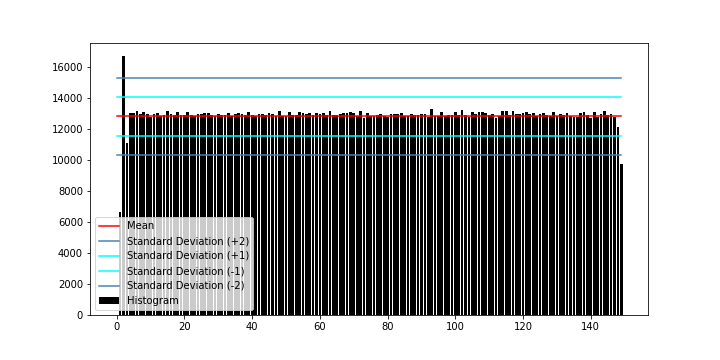 16000
14000
12000
10000
8000
6000
4000
2000
0
Mean
Standard Deviation (+2)
Standard Deviation (+1)
Standard Deviation (-1)
Standard Deviation (-2)
Histogram
0 20 40 60 80 100 120 140